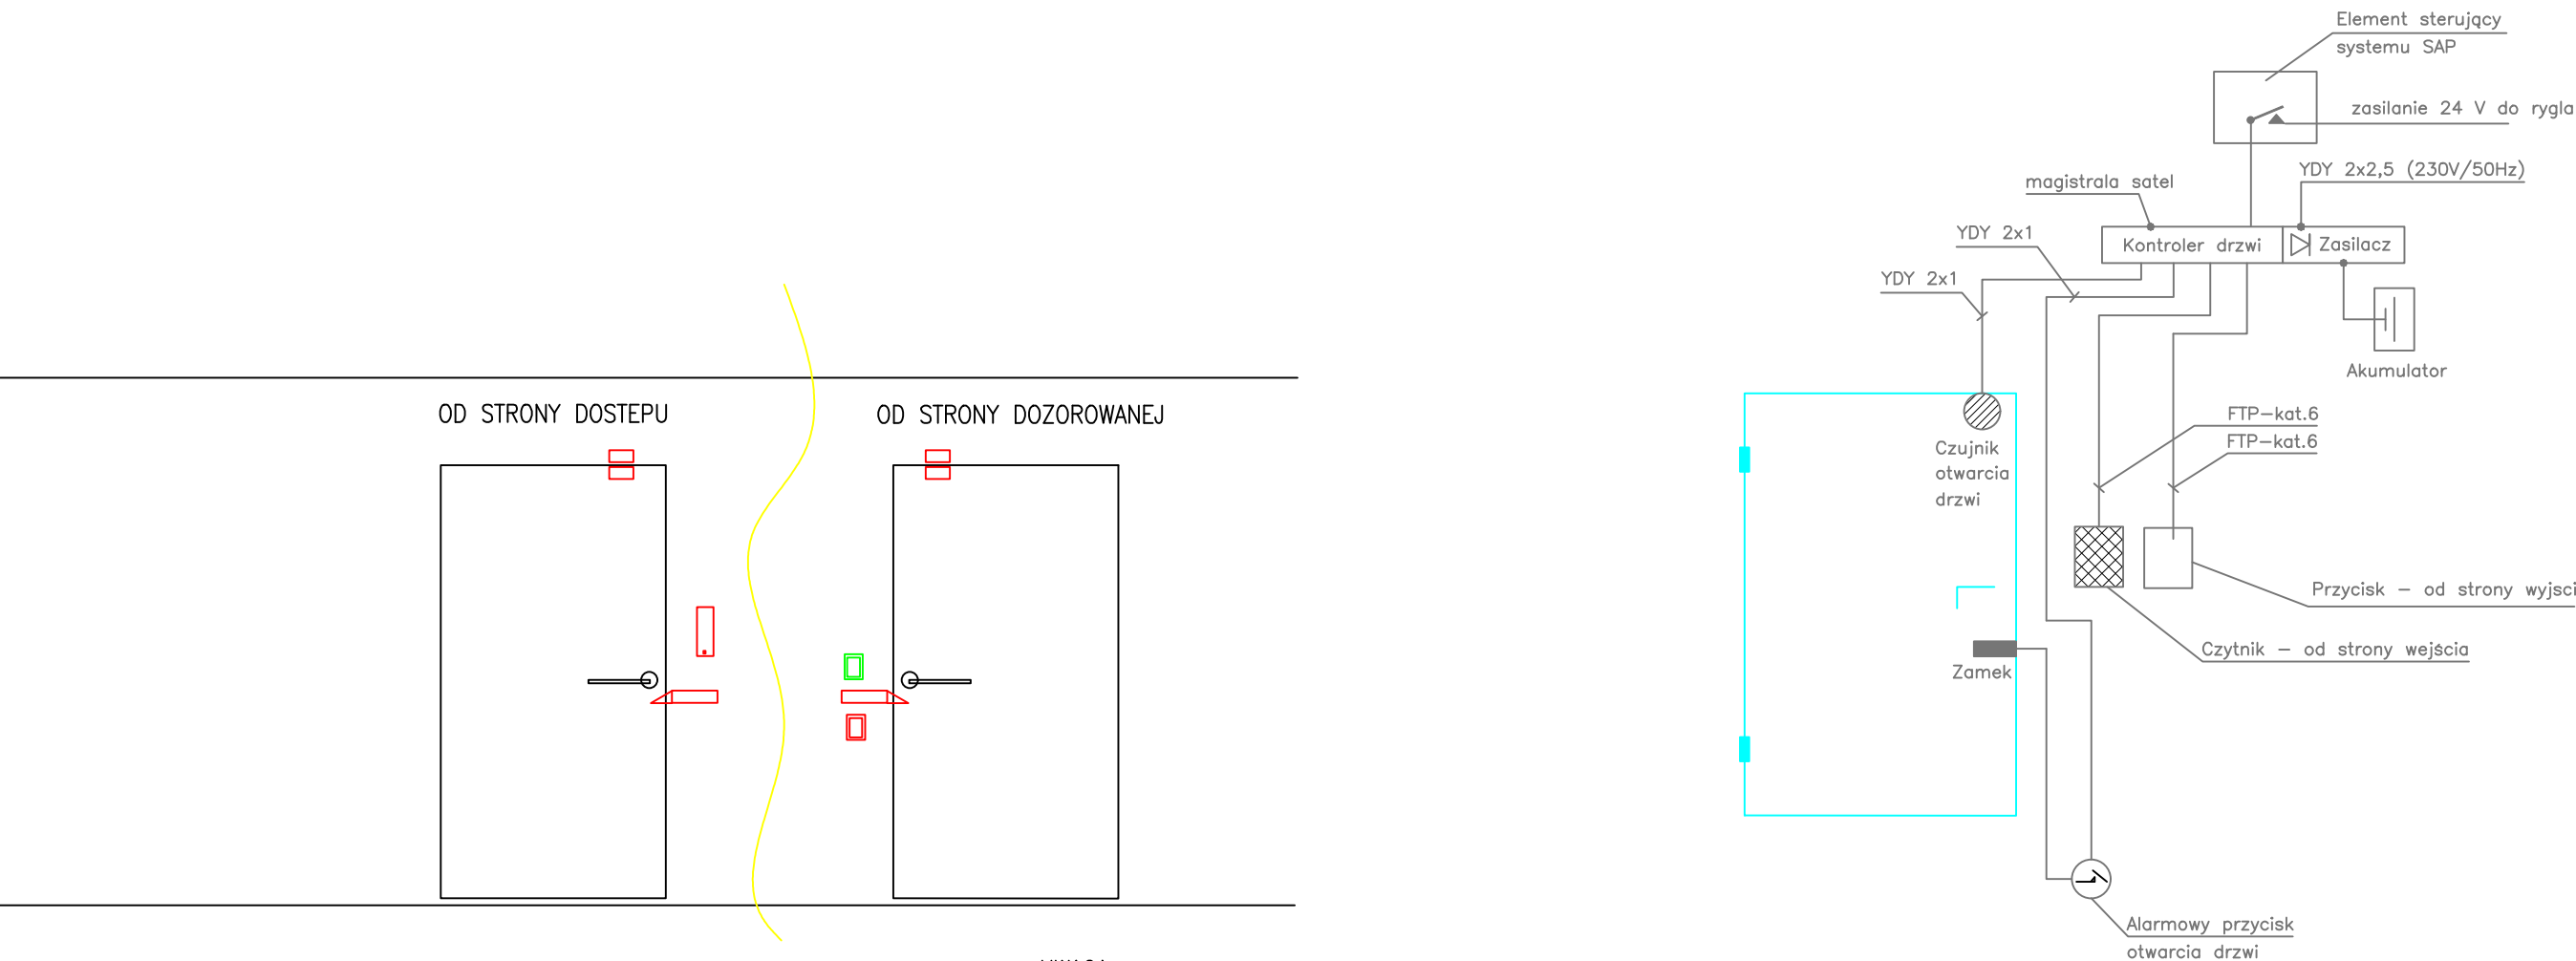 Element sterujący
systemu SAP
zasilanie 24 V do rygla
YDY 2x2,5 (230V/50Hz)
magistrala satel
YDY 2x1
Kontroler drzwi
Zasilacz
YDY 2x1
Akumulator
OD STRONY DOSTEPU
OD STRONY DOZOROWANEJ
FTP-kat.6
FTP-kat.6
Czujnik
otwarcia
drzwi
Przycisk - od strony wyjsci
Czytnik - od strony wejścia
Zamek
Alarmowy przycisk
otwarcia drzwi